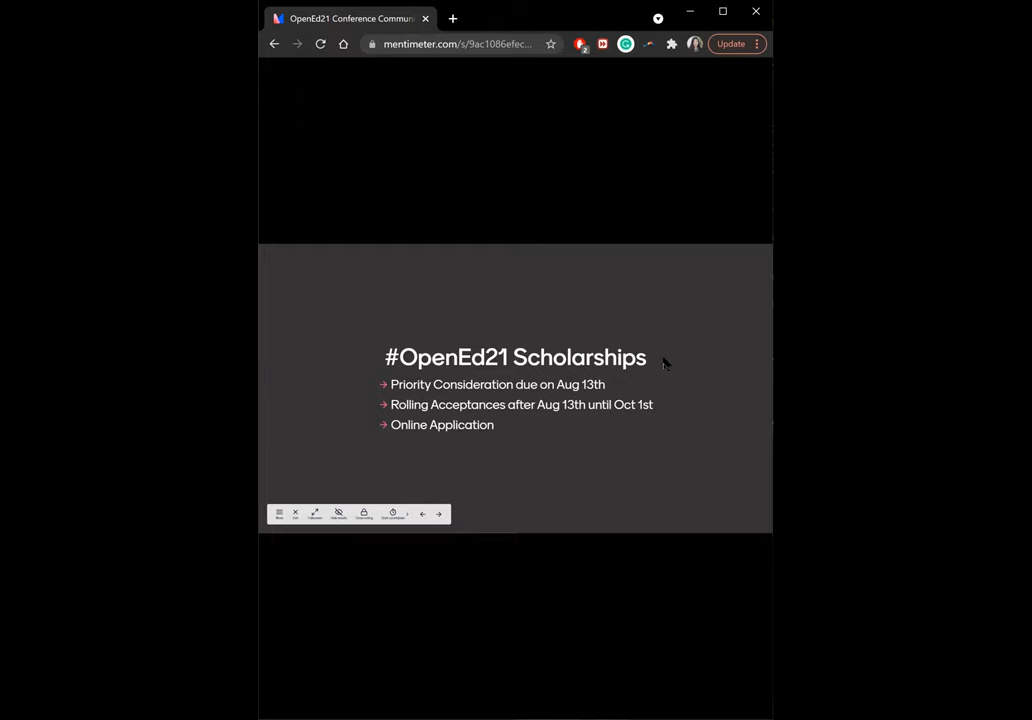 OpenEd21 Conference Commun
mentimeter.com/s/9ac1086efec...
2
Update
#OpenEd21 Scholarships
→ Priority Consideration due on Aug 13th
→ Rolling Acceptances after Aug 13th until Oct 1st
→ Online Application